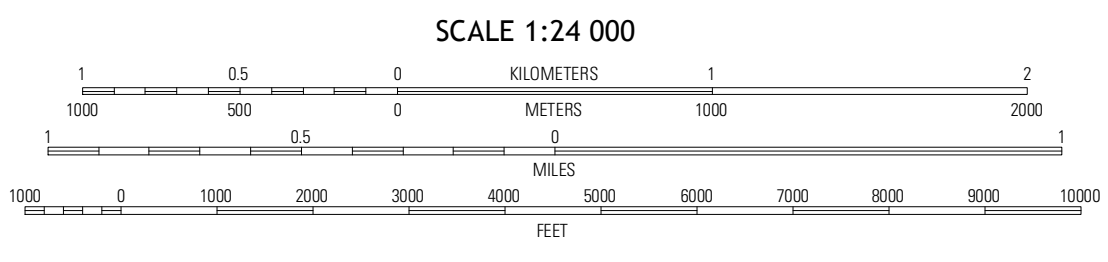 SCALE 1:24 000
1 0.5 0 KILOMETERS 1 2
1000 500 0 METERS 1000 2000
1 0.5 0 1
MILES
1000 0 1000 2000 3000 4000 5000 6000 7000 8000 9000 10000
FEET